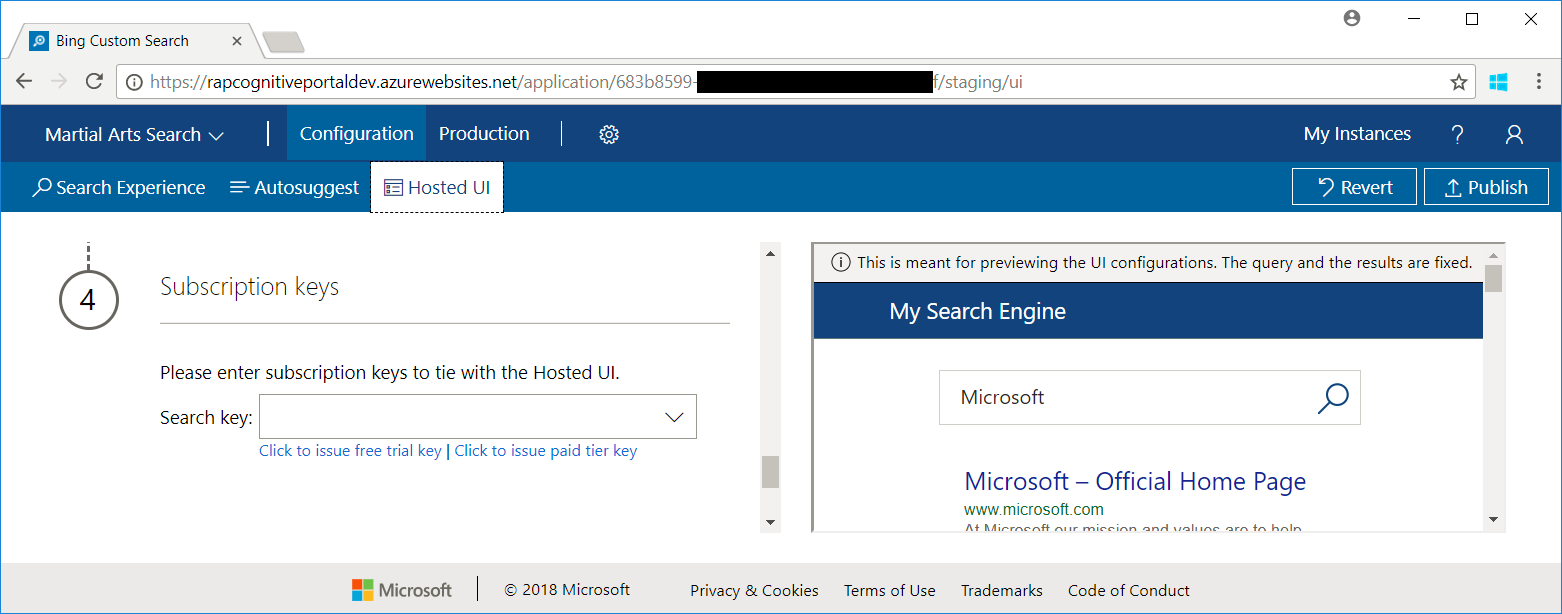 Bing Custom Search
https://rapcognitiveportaldev.azurewebsites.net/application/683b8599- f/staging/ui
Martial Arts Search | Configuration Production | My Instances ?
Search Experience Autosuggest Hosted UI Revert Publish
4 Subscription keys
Please enter subscription keys to tie with the Hosted UI.
Search key:
Click to issue free trial key | Click to issue paid tier key
This is meant for previewing the UI configurations. The query and the results are fixed.
My Search Engine
Microsoft
Microsoft – Official Home Page
www.microsoft.com
At Microsoft our mission and values are to help
Microsoft | © 2018 Microsoft Privacy & Cookies Terms of Use Trademarks Code of Conduct